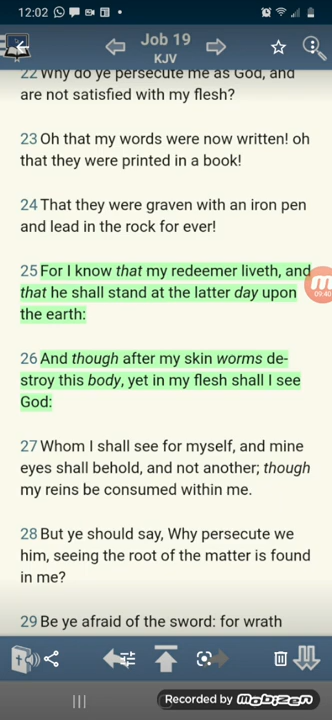 12:02
Job 19
KJV
22 Why do ye persecute me as God, and
are not satisfied with my flesh?
23 Oh that my words were now written! oh
that they were printed in a book!
24 That they were graven with an iron pen
and lead in the rock for ever!
25 For I know that my redeemer liveth, and
that he shall stand at the latter day upon
the earth:
26 And though after my skin worms de-
stroy this body, yet in my flesh shall I see
God:
27 Whom I shall see for myself, and mine
eyes shall behold, and not another; though
my reins be consumed within me.
28 But ye should say, Why persecute we
him, seeing the root of the matter is found
in me?
29 Be ye afraid of the sword: for wrath
09:40
Recorded by mobizen